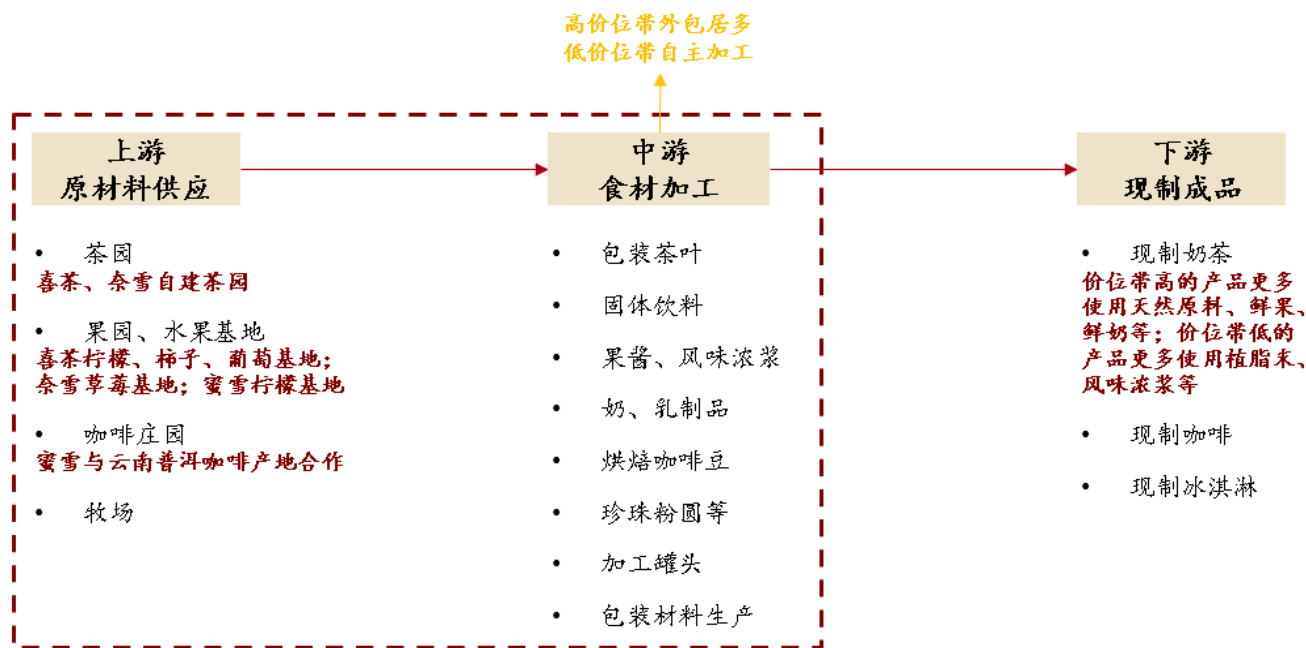 高价位带外包居多
低价位带自主加工
上游
原材料供应
• 茶园
喜茶、奈雪自建茶园
• 果园、水果基地
喜茶柠檬、柿子、葡萄基地；
奈雪草莓基地；蜜雪柠檬基地
• 咖啡庄园
蜜雪与云南普洱咖啡产地合作
• 牧场
中游
食材加工
• 包装茶叶
• 固体饮料
• 果酱、风味浓浆
• 奶、乳制品
• 烘焙咖啡豆
• 珍珠粉圆等
• 加工罐头
• 包装材料生产
下游
现制成品
• 现制奶茶
价位带高的产品更多
使用天然原料、鲜果、
鲜奶等；价位带低的
产品更多使用植脂末、
风味浓浆等
• 现制咖啡
• 现制冰淇淋